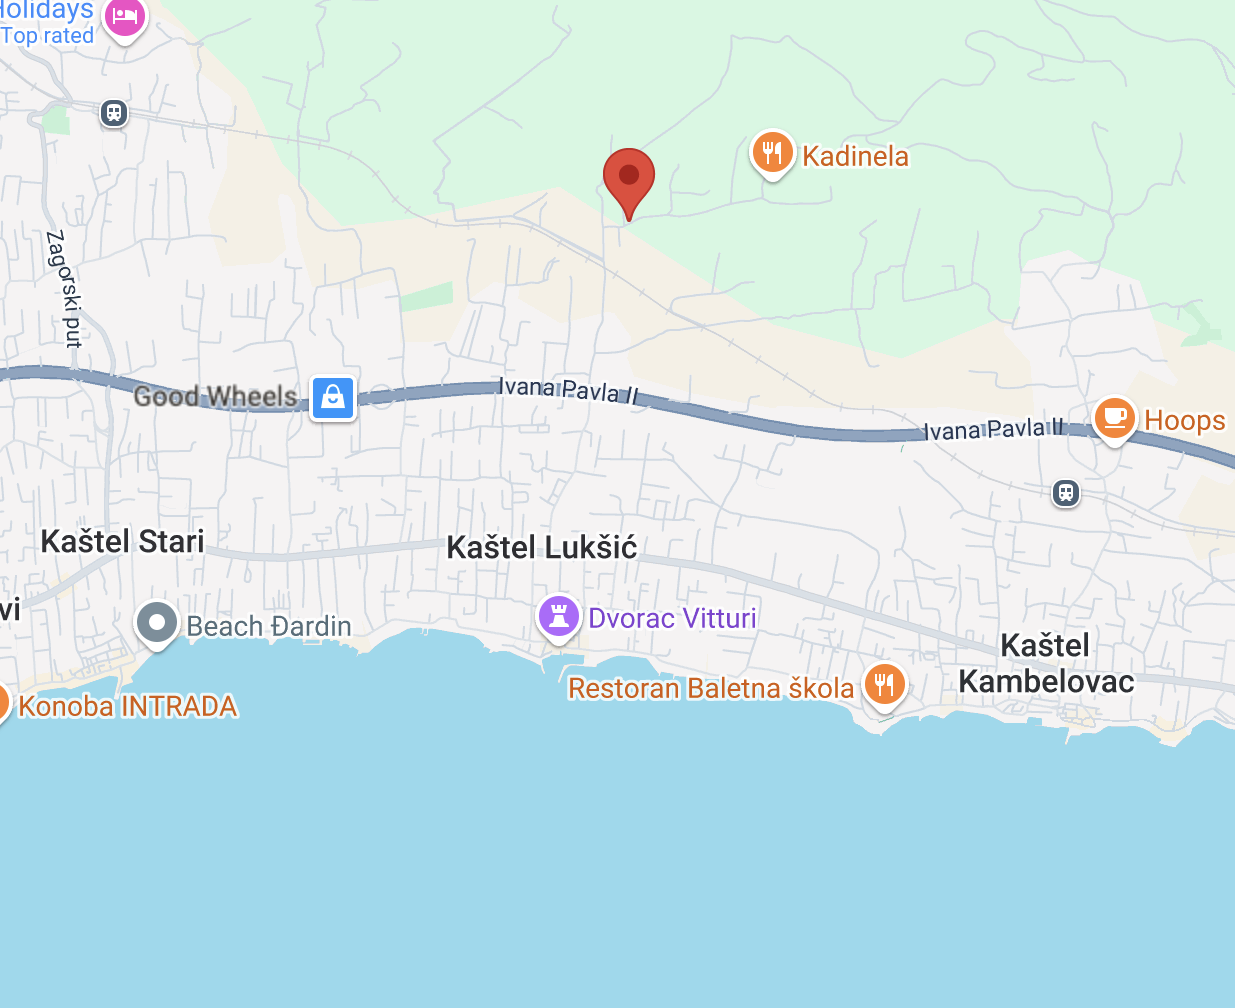 Holidays
Top rated
Kadinela
Zagorski put
Good Wheels
Ivana Pavla II
Ivana Pavla II
Hoops
Kaštel Stari
Kaštel Lukšić
vi
Beach Đardin
Dvorac Vitturi
Kaštel
Kambelovac
Restoran Baletna škola
Konoba INTRADA